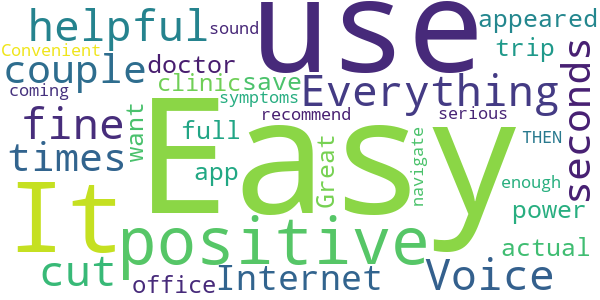 helpful
use
sound
appeared
Convenient
couple
doctor
trip
clinic
save
Everything
seconds
coming
symptoms
recommend
serious
fine
want
full
Easy
THEN
times
app
Great
navigate
enough
power
It
positive
actual
cut
office
Internet
Voice